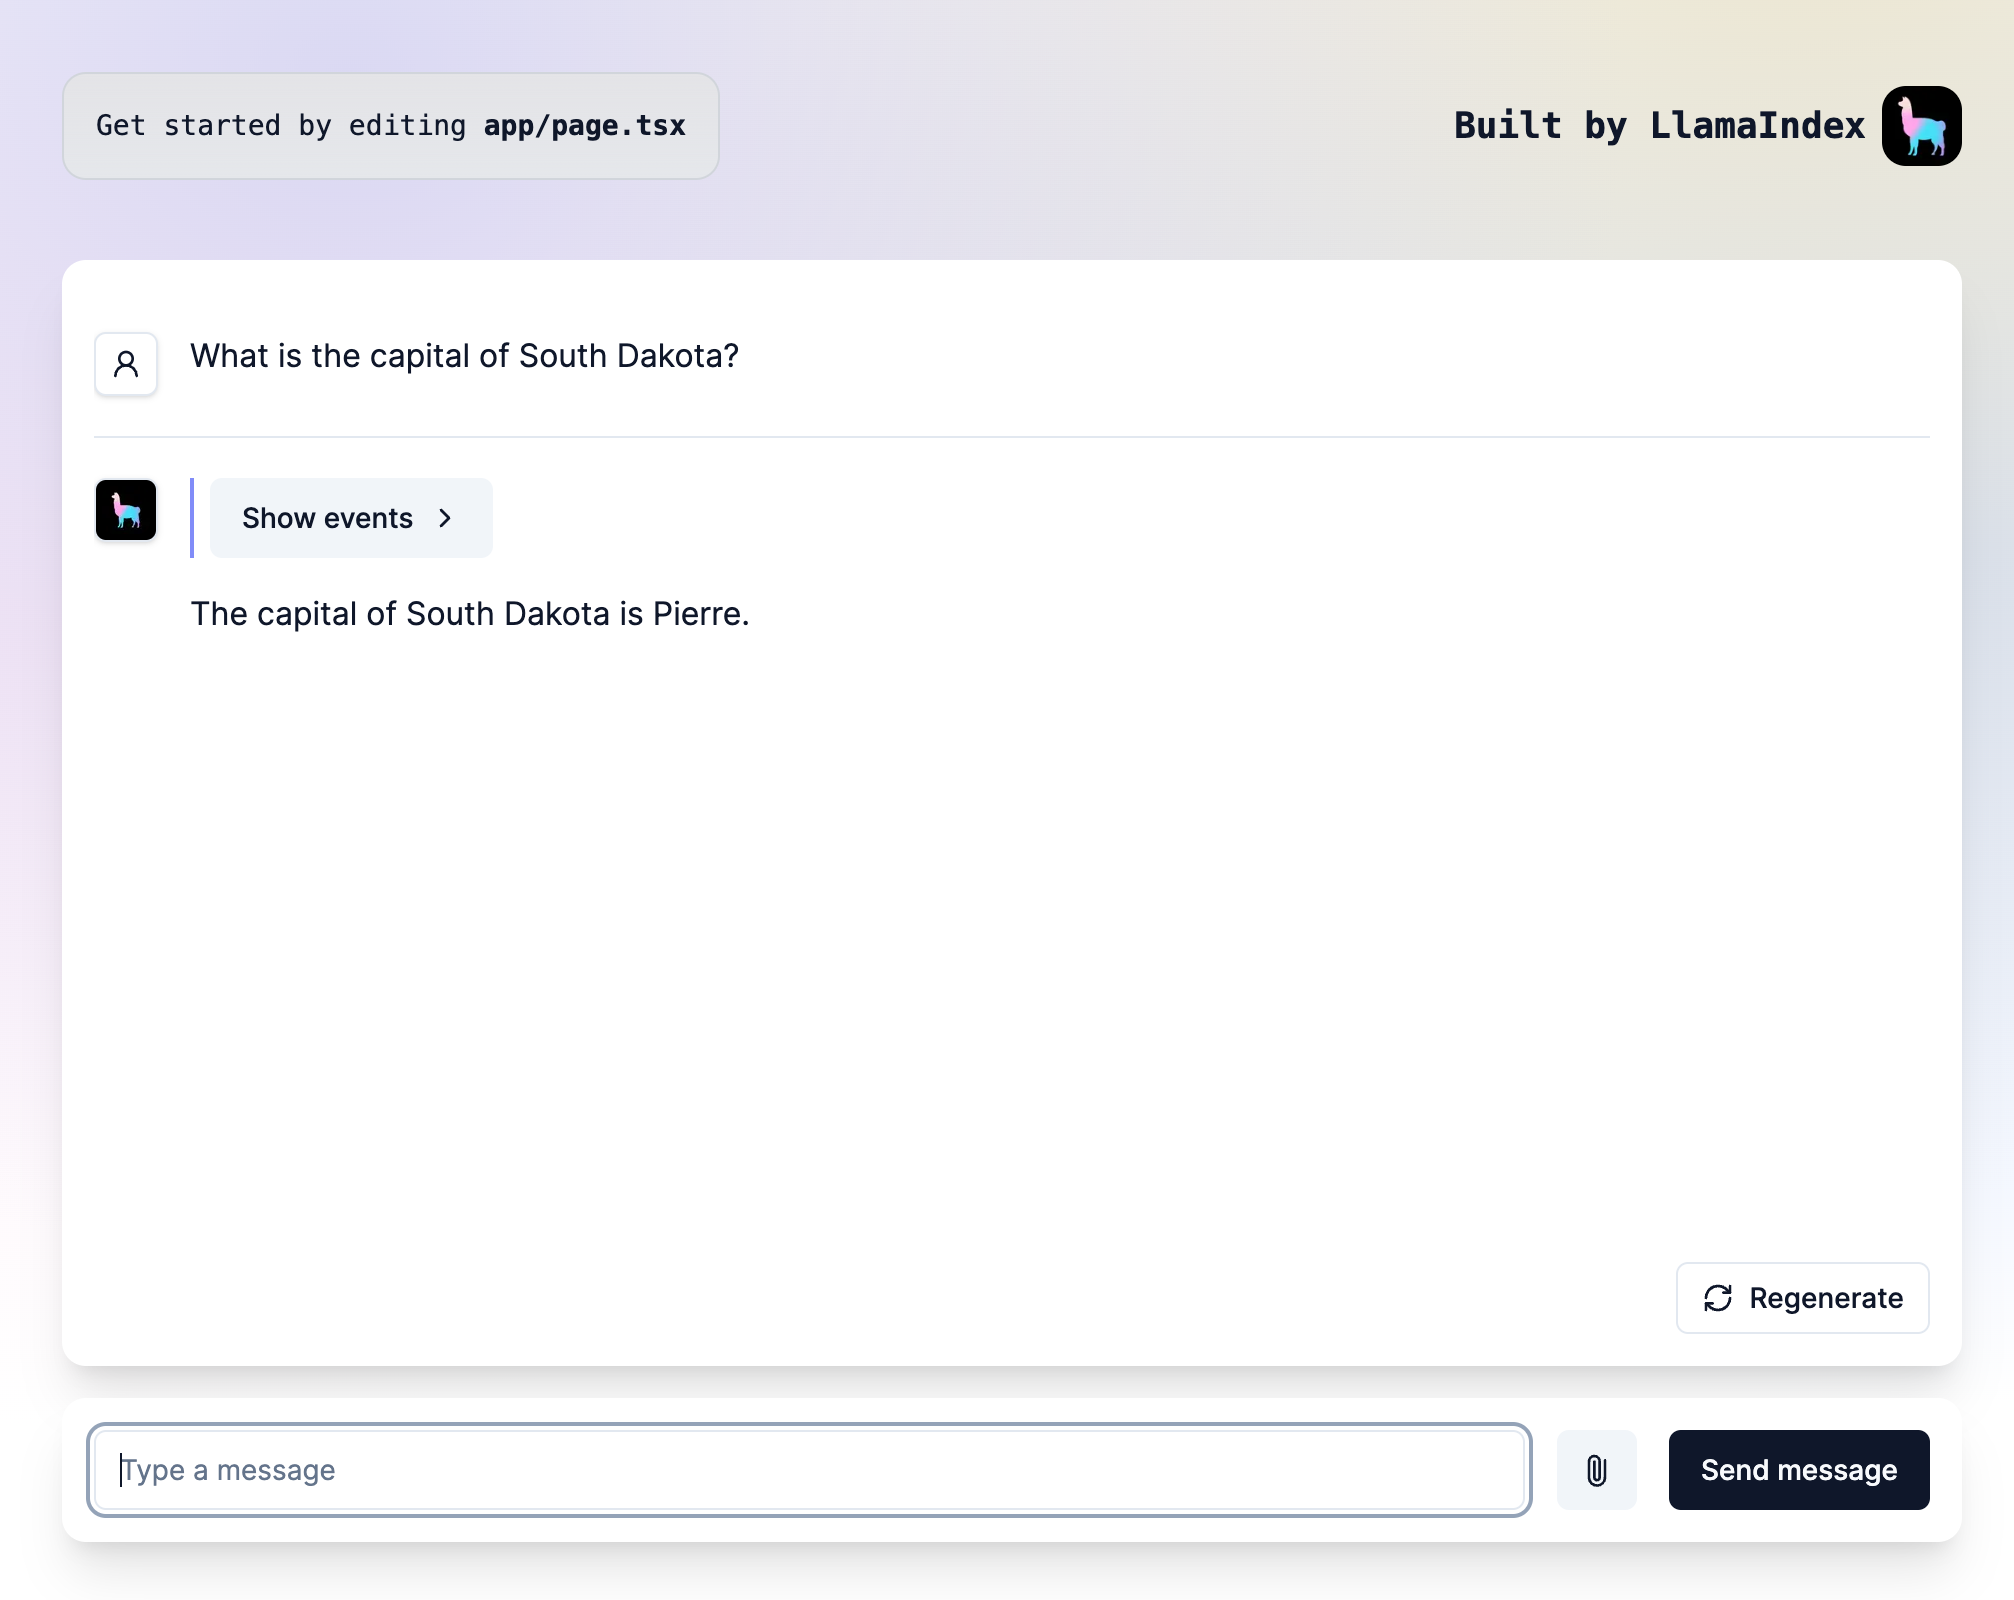 Get started by editing app/page.tsx
Built by LlamaIndex
What is the capital of South Dakota?
Show events
The capital of South Dakota is Pierre.
Regenerate
Type a message
Send message